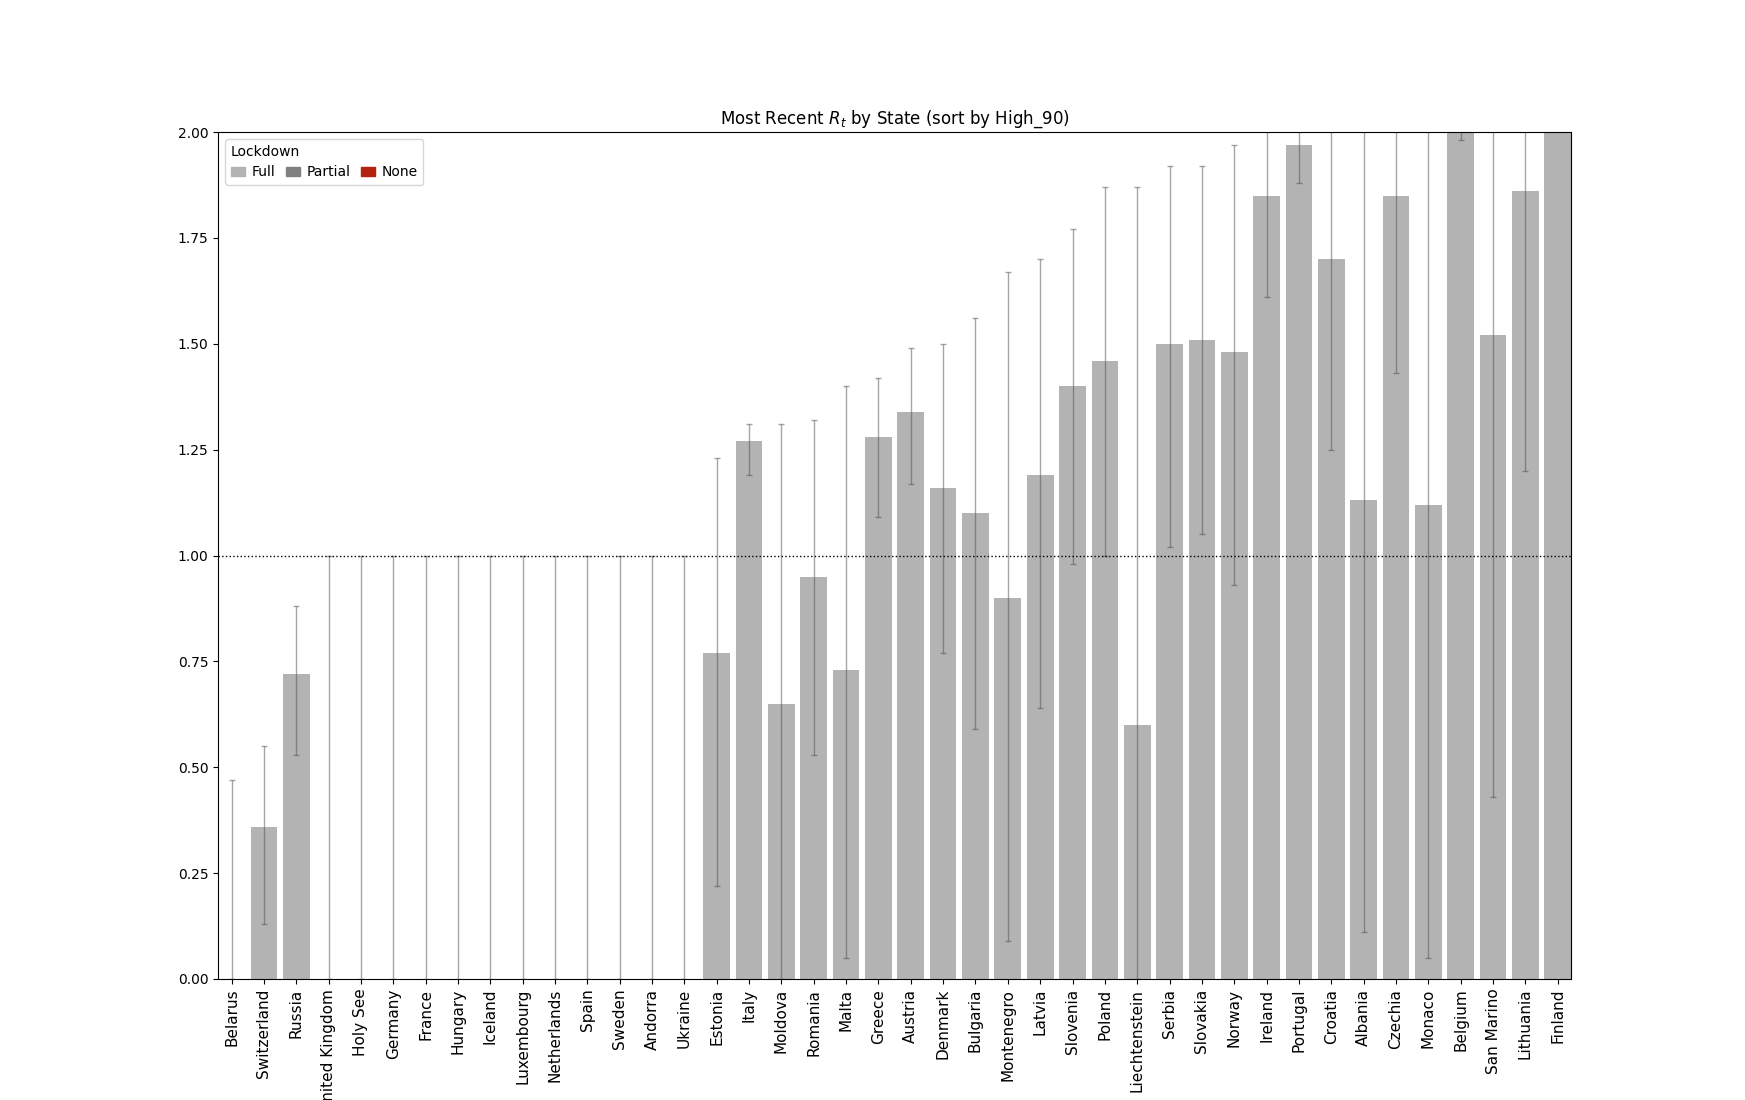 Most Recent R_t by State (sort by High_90)
Lockdown
Full Partial None
2.00
1.75
1.50
1.25
1.00
0.75
0.50
0.25
0.00
Belarus
Switzerland
Russia
nited Kingdom
Holy See
Germany
France
Hungary
Iceland
Luxembourg
Netherlands
Spain
Sweden
Andorra
Ukraine
Estonia
Italy
Moldova
Romania
Malta
Greece
Austria
Denmark
Bulgaria
Montenegro
Latvia
Slovenia
Poland
Liechtenstein
Serbia
Slovakia
Norway
Ireland
Portugal
Croatia
Albania
Czechia
Monaco
Belgium
San Marino
Lithuania
Finland